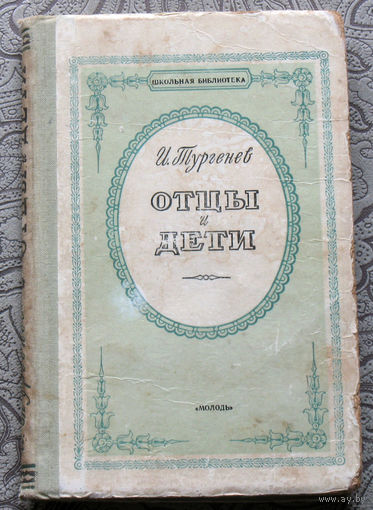 ШКОЛЬНАЯ БИБЛИОТЕКА
И. Тургенев
ОТЦЫ
и
ДЕТИ
«МОЛОДЬ»
www.ay.by